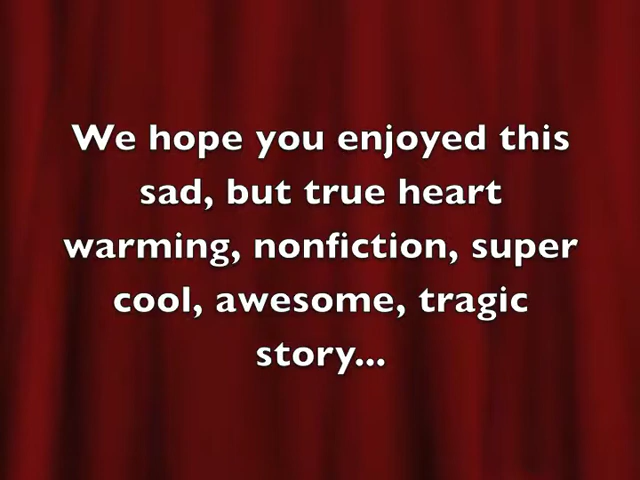 We hope you enjoyed this
sad, but true heart
warming, nonfiction, super
cool, awesome, tragic
story...